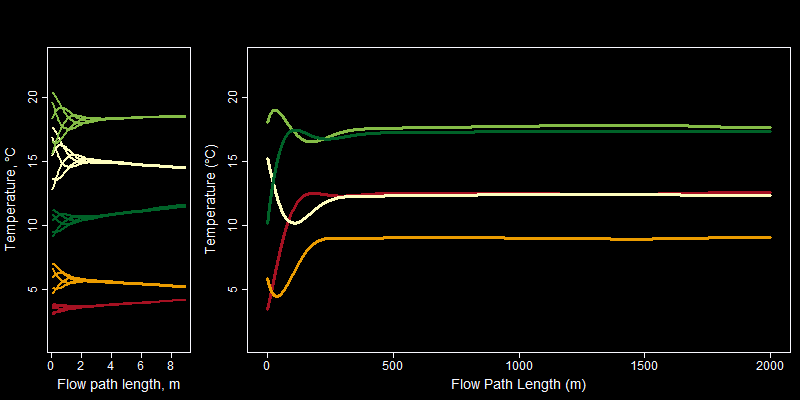 Temperature, °C
20
15
10
5
0 2 4 6 8
Flow path length, m
Temperature (°C)
20
15
10
5
0 500 1000 1500 2000
Flow Path Length (m)